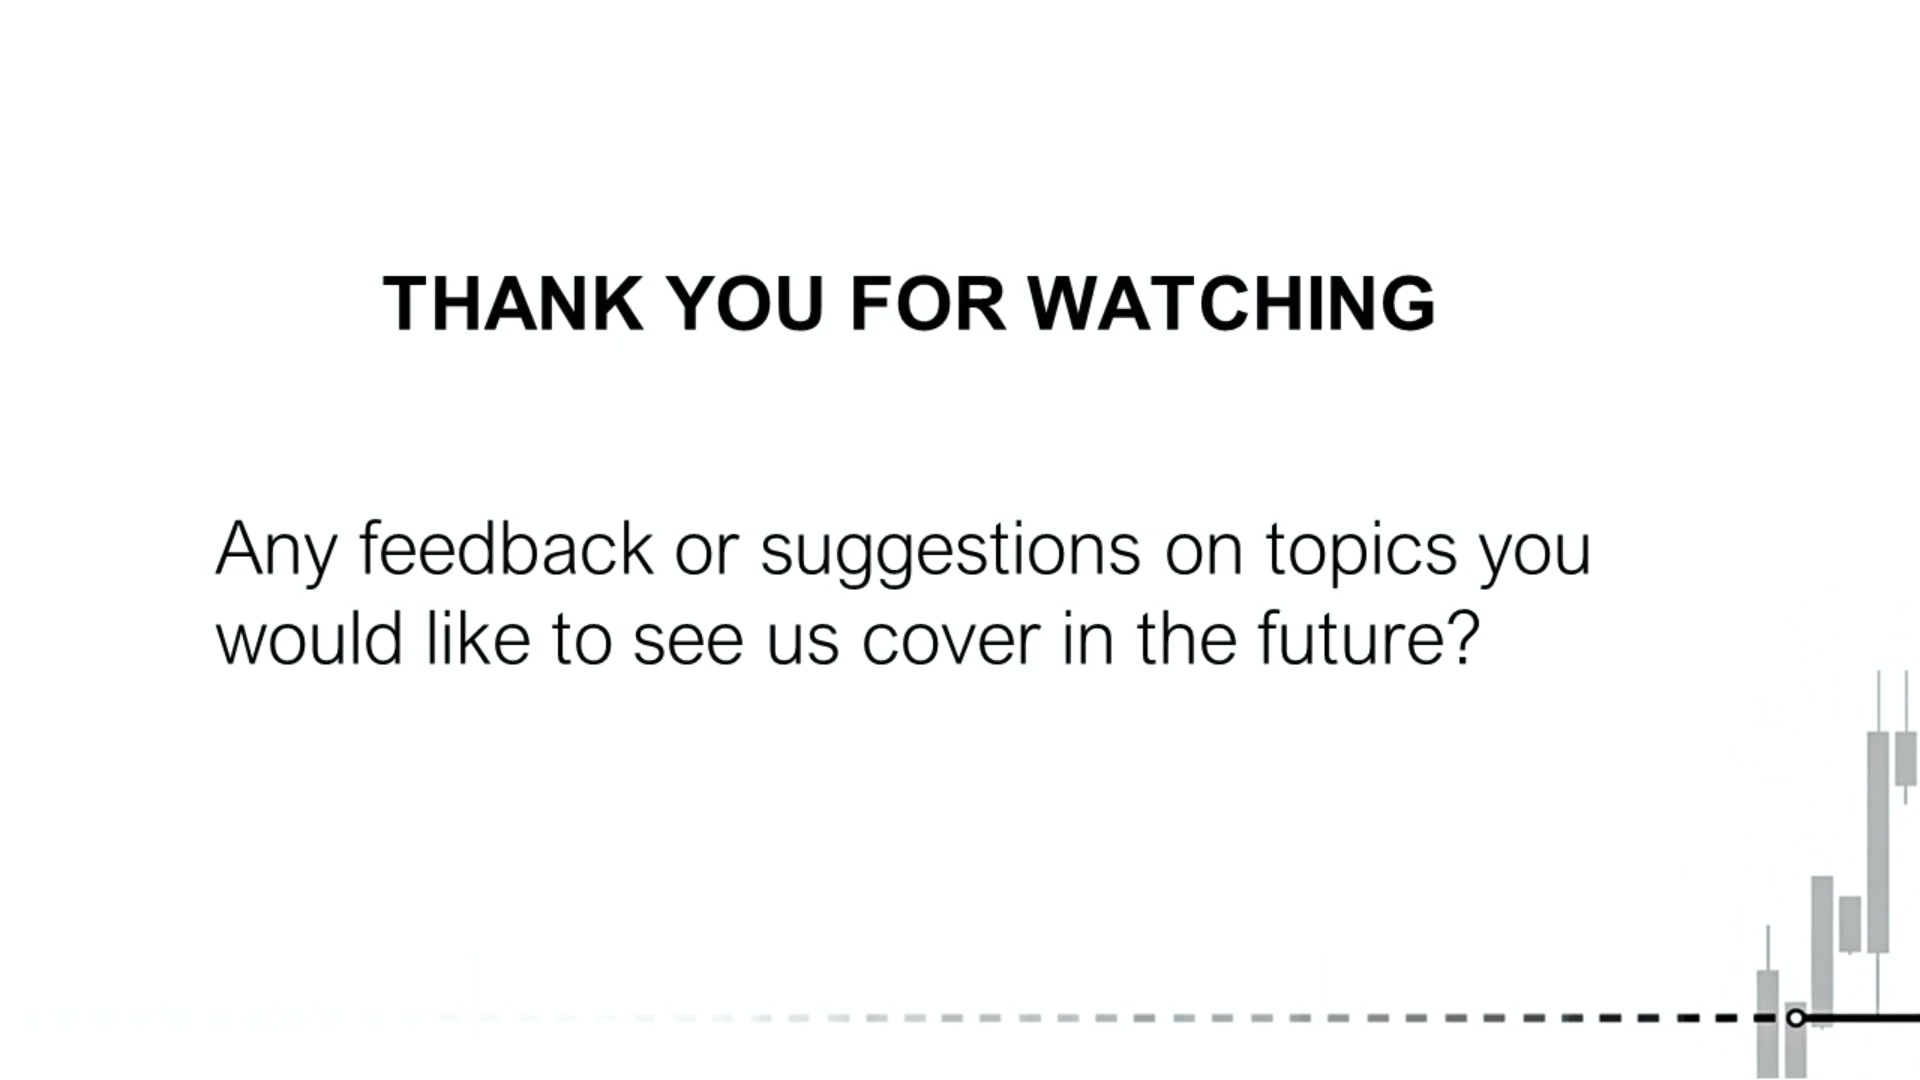 THANK YOU FOR WATCHING
Any feedback or suggestions on topics you
would like to see us cover in the future?